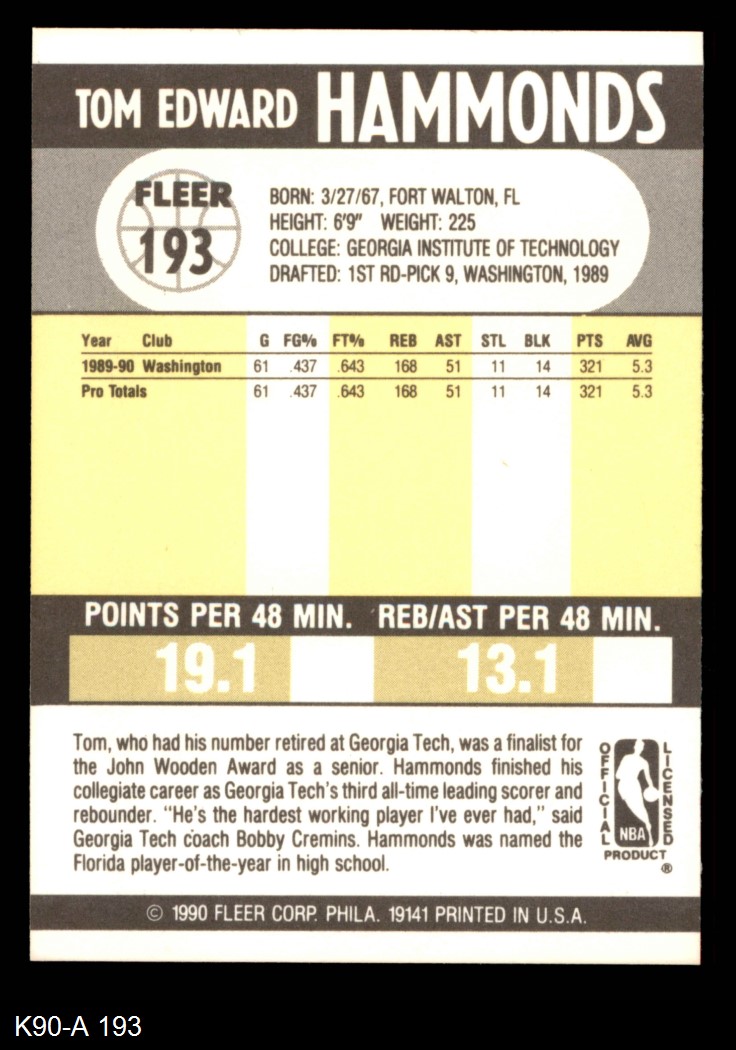 TOM EDWARD HAMMONDS
FLEER
193
BORN: 3/27/67, FORT WALTON, FL
HEIGHT: 6'9" WEIGHT: 225
COLLEGE: GEORGIA INSTITUTE OF TECHNOLOGY
DRAFTED: 1ST RD-PICK 9, WASHINGTON, 1989
Year Club G FG% FT% REB AST STL BLK PTS AVG
1989-90 Washington 61 .437 .643 168 51 11 14 321 5.3
Pro Totals 61 .437 .643 168 51 11 14 321 5.3
POINTS PER 48 MIN. REB/AST PER 48 MIN.
19.1 13.1
Tom, who had his number retired at Georgia Tech, was a finalist for
the John Wooden Award as a senior. Hammonds finished his
collegiate career as Georgia Tech's third all-time leading scorer and
rebounder. "He's the hardest working player I've ever had," said
Georgia Tech coach Bobby Cremins. Hammonds was named the
Florida player-of-the-year in high school.
OFFICIAL
LICENSED
NBA
PRODUCT
®
© 1990 FLEER CORP. PHILA. 19141 PRINTED IN U.S.A.
K90-A 193